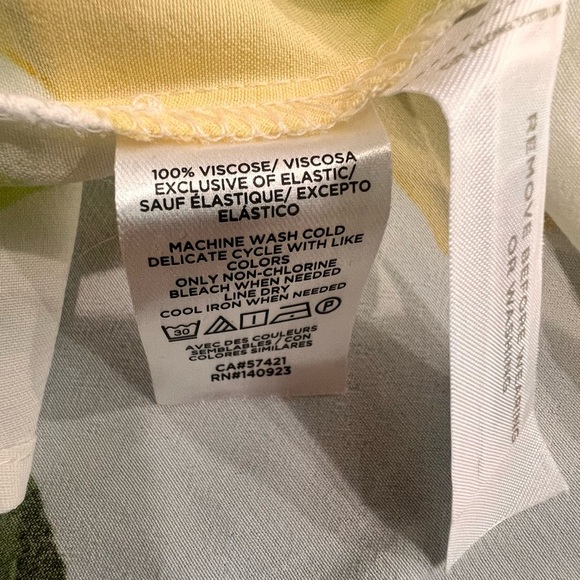 100% VISCOSE/ VISCOSA
EXCLUSIVE OF ELASTIC/
SAUF ÉLASTIQUE/ EXCEPTO
ELÁSTICO
MACHINE WASH COLD
DELICATE CYCLE WITH LIKE
COLORS
ONLY NON-CHLORINE
BLEACH WHEN NEEDED
LINE DRY
COOL IRON WHEN NEEDED
30 P
AVEC DES COULEURS
SEMBLABLES / CON
COLORES SIMILARES
CA#57421
RN#140923
REMOVE BEFORE WEARING
OR WASHING